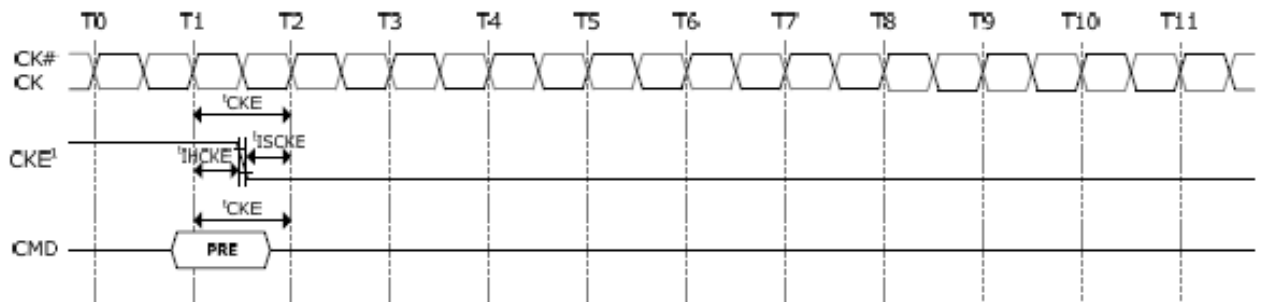 T0 T1 T2 T3 T4 T5 T6 T7 T8 T9 T10 T11
CK#
CK
tCKE
tISCKE
CKE1
tIHCKE
tCKE
CMD
PRE